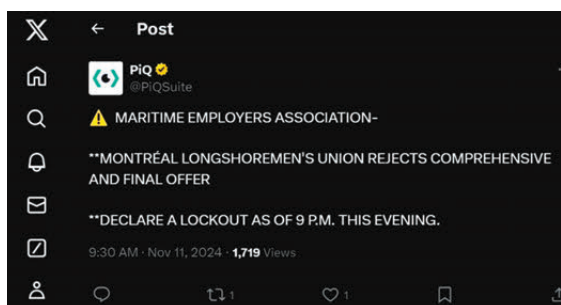 Post
PiQ
@PiQSuite
MARITIME EMPLOYERS ASSOCIATION-
**MONTRÉAL LONGSHOREMEN'S UNION REJECTS COMPREHENSIVE
AND FINAL OFFER
**DECLARE A LOCKOUT AS OF 9 P.M. THIS EVENING.
9:30 AM · Nov 11, 2024 · 1,719 Views
1 1